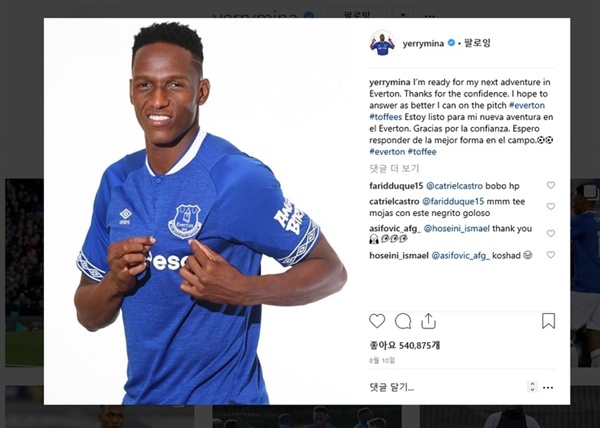 yerrymina
팔로잉
yerrymina • 팔로잉
yerrymina I'm ready for my next adventure in
Everton. Thanks for the confidence. I hope to
answer as better I can on the pitch #everton
#toffees Estoy listo para mi nueva aventura en
el Everton. Gracias por la confianza. Espero
responder de la mejor forma en el campo.⚽⚽
#everton #toffee
댓글 더 보기
faridduque15 @catrielcastro bobo hp
catrielcastro @faridduque15 mmm tee
mojas con este negrito goloso
asifovic_afg_ @hoseini_ismael thank you
hoseini_ismael @asifovic_afg_ koshad
좋아요 540,875개
8월 10일
댓글 달기...
umbro
Everton
ANGRY
BIRDS